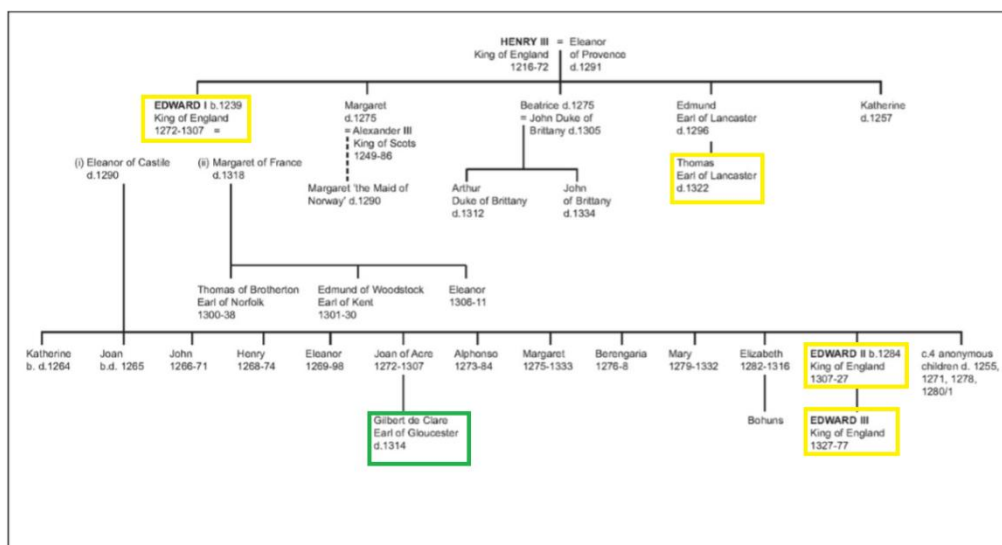 HENRY III = Eleanor
King of England of Provence
1216-72 d.1291
EDWARD I b.1239
King of England
1272-1307 =
Margaret
d.1275
= Alexander III
King of Scots
1249-86
Beatrice d.1275
= John Duke of
Brittany d.1305
Edmund
Earl of Lancaster
d.1296
Katherine
d.1257
(i) Eleanor of Castile
d.1290
(ii) Margaret of France
d.1318
Margaret 'the Maid of
Norway' d.1290
Arthur
Duke of Brittany
d.1312
John
of Brittany
d.1334
Thomas
Earl of Lancaster
d.1322
Thomas of Brotherton
Earl of Norfolk
1300-38
Edmund of Woodstock
Earl of Kent
1301-30
Eleanor
1306-11
Katherine
b. d.1264
Joan
b.d. 1265
John
1266-71
Henry
1268-74
Eleanor
1269-98
Joan of Acre
1272-1307
Alphonso
1273-84
Margaret
1275-1333
Berengaria
1276-8
Mary
1279-1332
Elizabeth
1282-1316
EDWARD II b.1284
King of England
1307-27
c.4 anonymous
children d. 1255,
1271, 1278,
1280/1
Gilbert de Clare
Earl of Gloucester
d.1314
Bohuns
EDWARD III
King of England
1327-77